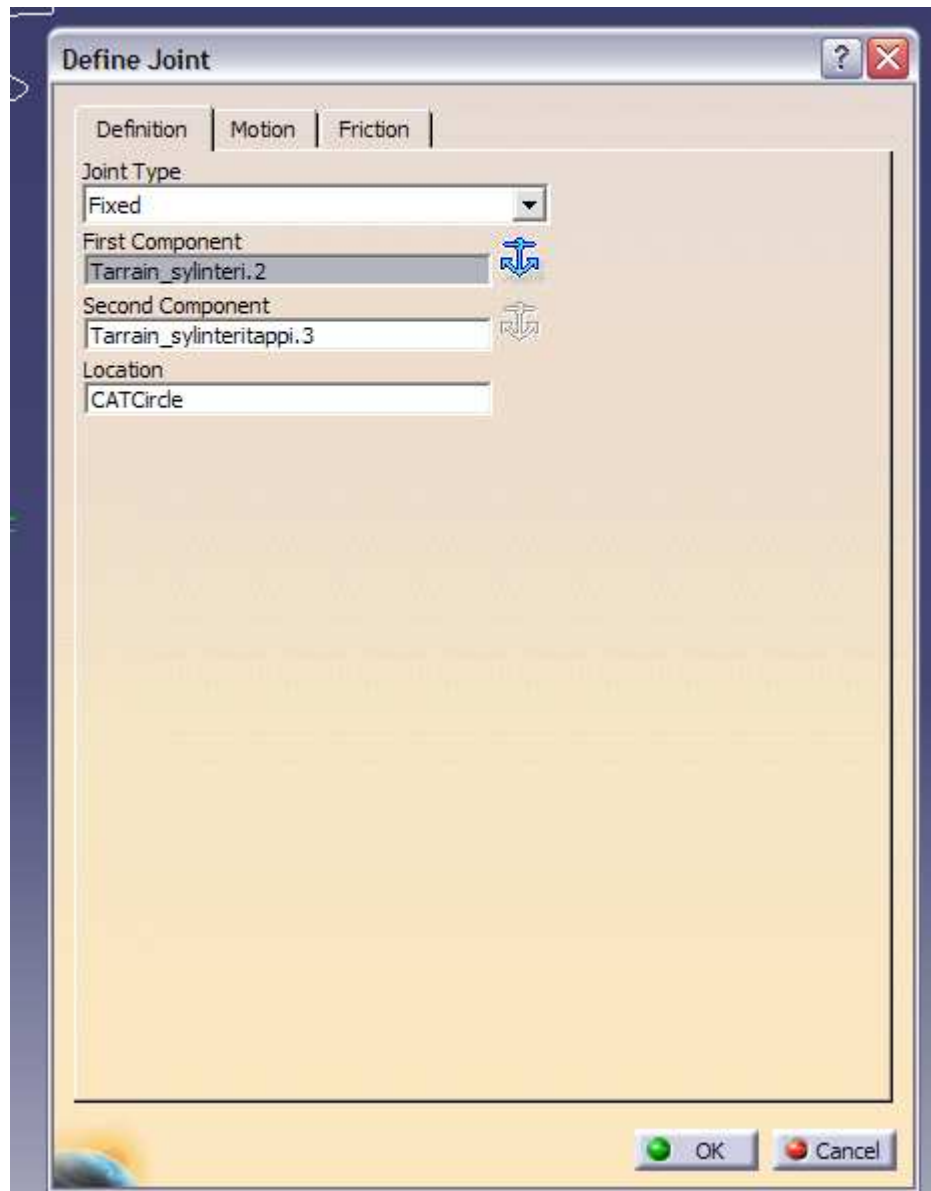 Define Joint
?
Definition Motion Friction
Joint Type
Fixed
First Component
Tarrain_sylinteri.2
Second Component
Tarrain_sylinteritappi.3
Location
CATCircle
OK Cancel